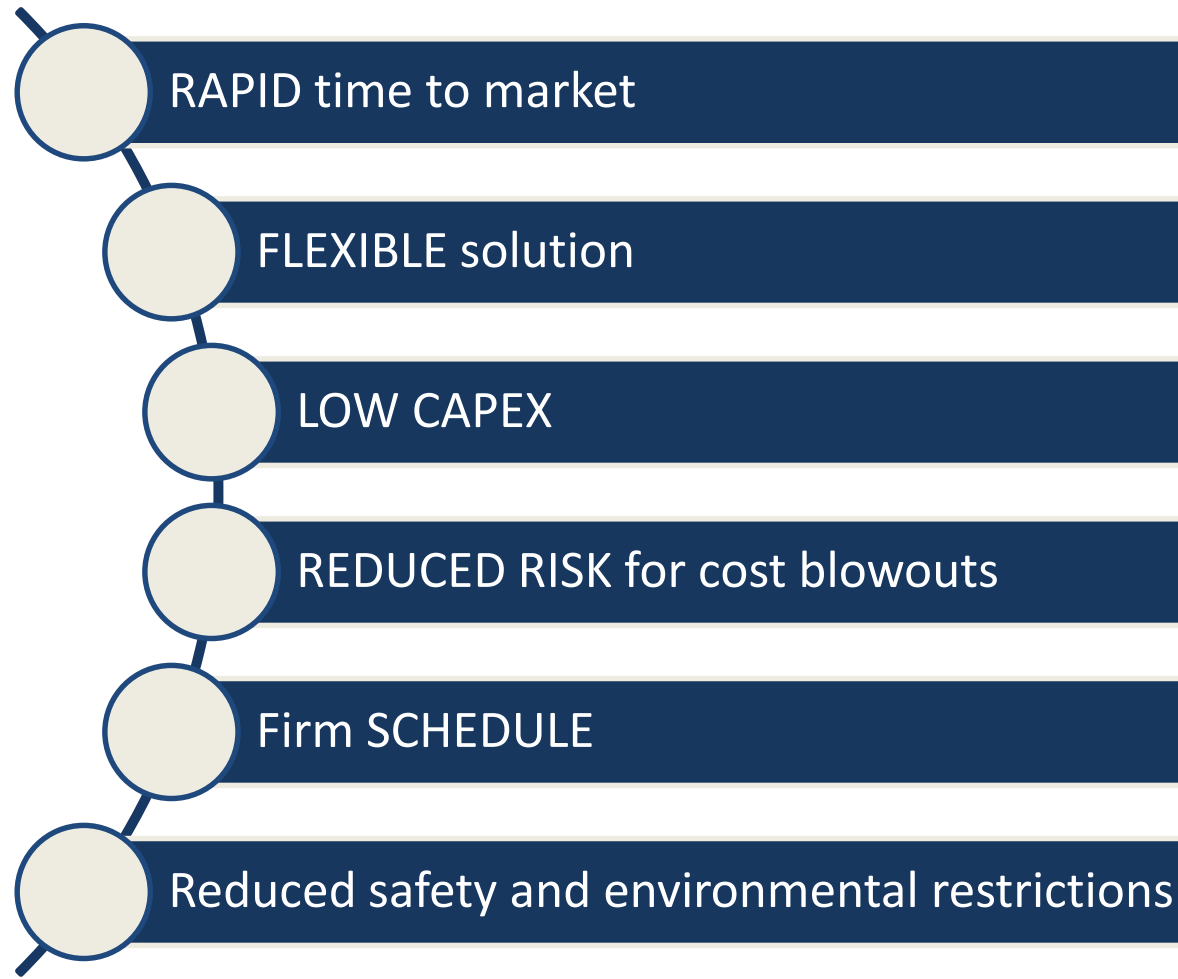 RAPID time to market
FLEXIBLE solution
LOW CAPEX
REDUCED RISK for cost blowouts
Firm SCHEDULE
Reduced safety and environmental restrictions